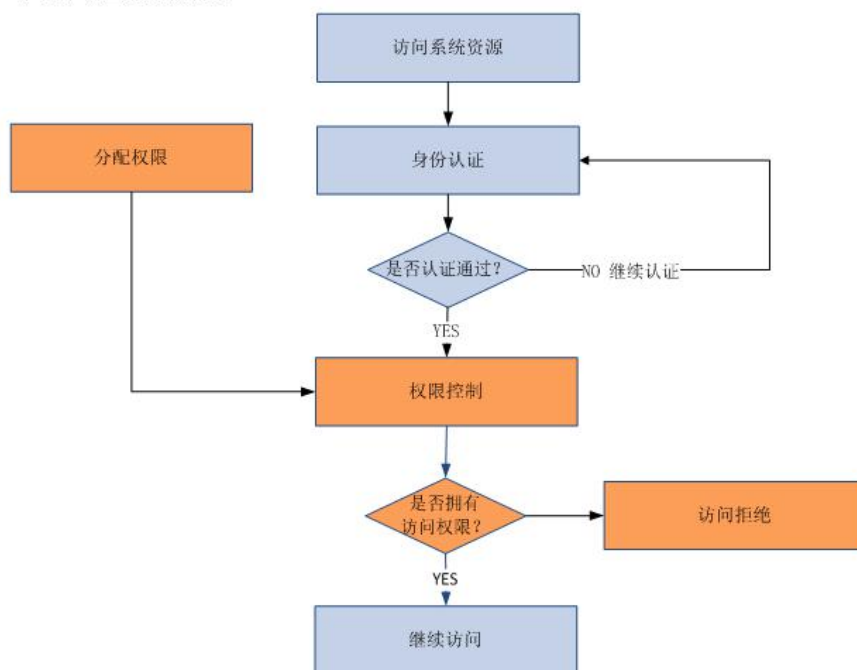 访问系统资源
分配权限
身份认证
是否认证通过?
NO 继续认证
YES
权限控制
是否拥有
访问权限?
访问拒绝
YES
继续访问